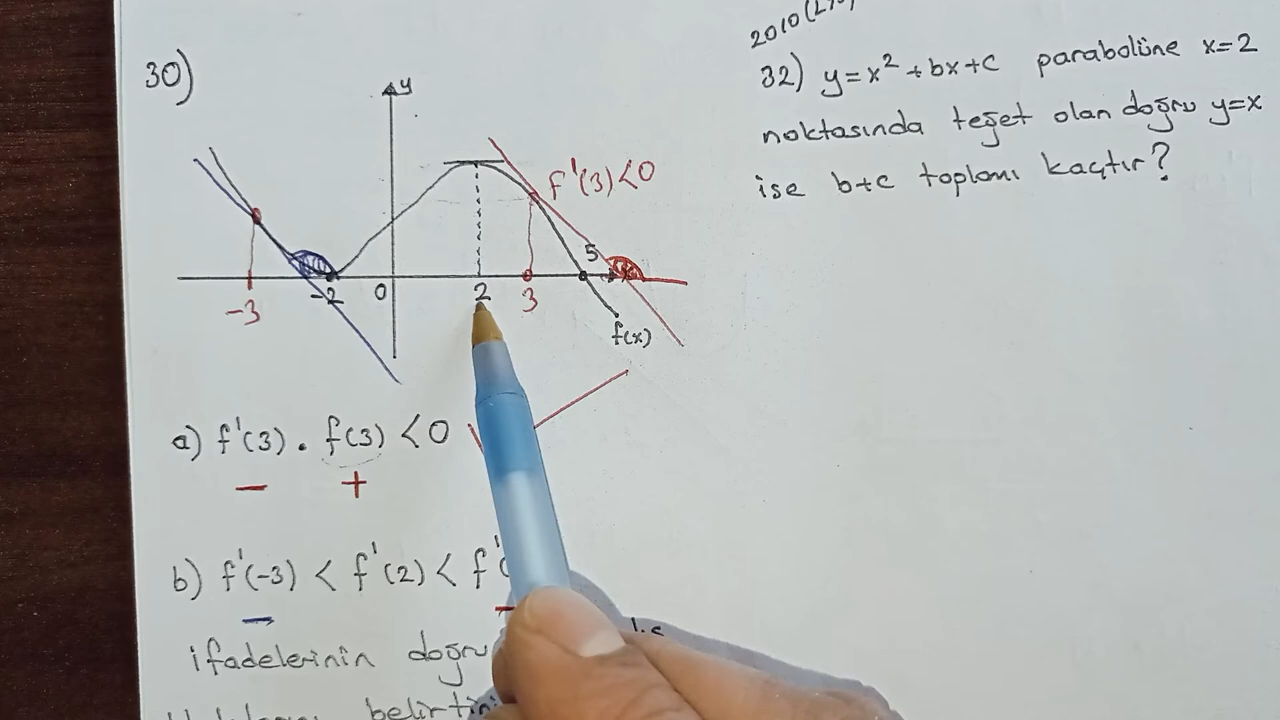 30)
y
f'(3)<0
5
-3
-2
0
2
3
f(x)
a) f'(3) . f(3) <0
- +
b) f'(-3) < f'(2) < f'(
- -
ifadelerinin doğru
belirtini
2010
32) y=x²+bx+c parabolüne x=2
noktasında teğet olan doğru y=x
ise b+c toplamı kaçtır?